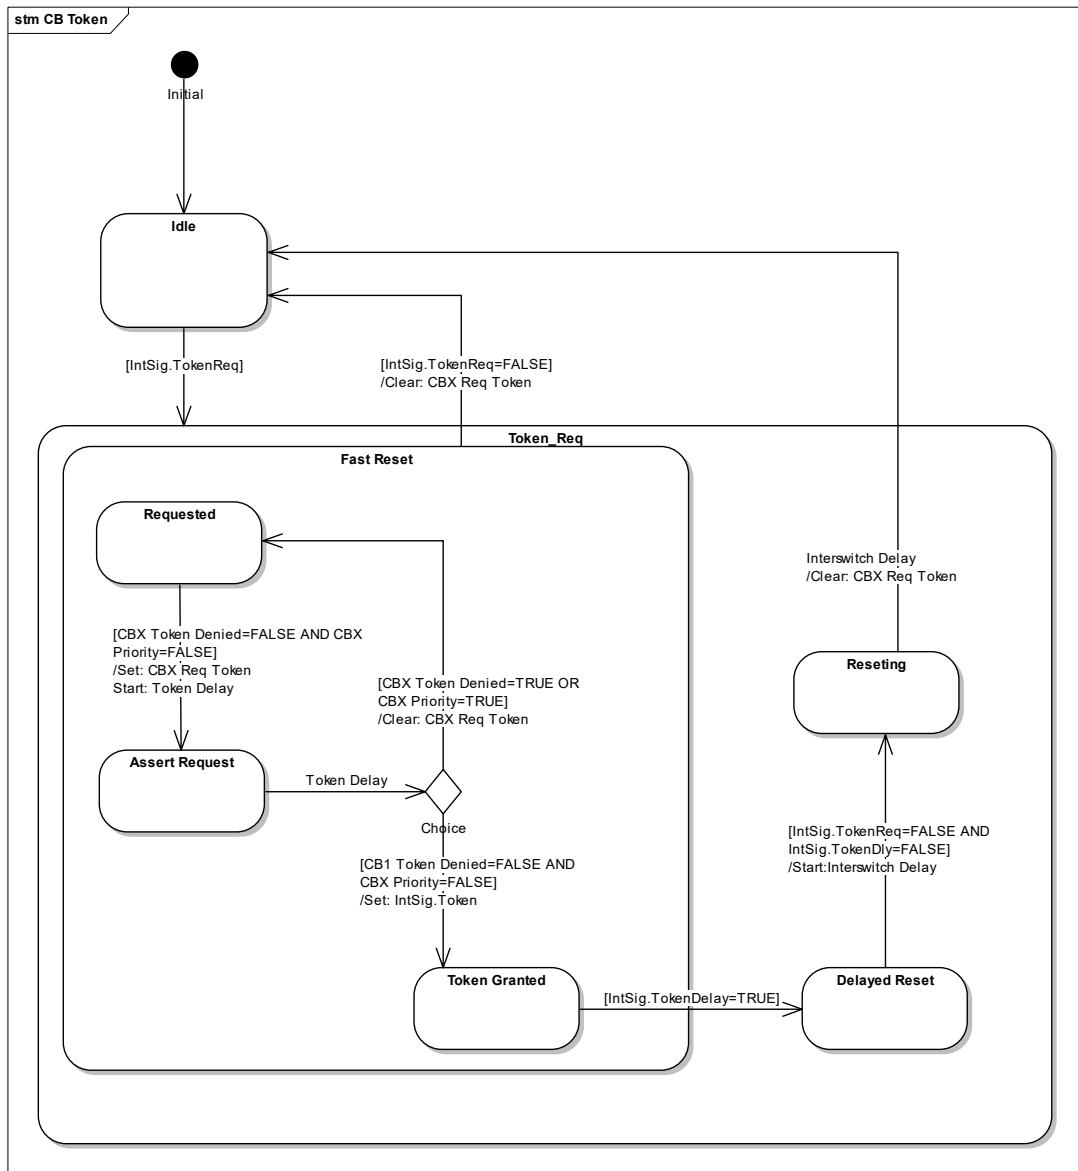 stm CB Token
Initial
Idle
[IntSig.TokenReq]
[IntSig.TokenReq=FALSE]
/Clear: CBX Req Token
Token_Req
Fast Reset
Requested
Interswitch Delay
/Clear: CBX Req Token
[CBX Token Denied=FALSE AND CBX
Priority=FALSE]
/Set: CBX Req Token
Start: Token Delay
[CBX Token Denied=TRUE OR
CBX Priority=TRUE]
/Clear: CBX Req Token
Reseting
Assert Request
Token Delay
Choice
[CB1 Token Denied=FALSE AND
CBX Priority=FALSE]
/Set: IntSig.Token
[IntSig.TokenReq=FALSE AND
IntSig.TokenDly=FALSE]
/Start:Interswitch Delay
Token Granted
[IntSig.TokenDelay=TRUE]
Delayed Reset